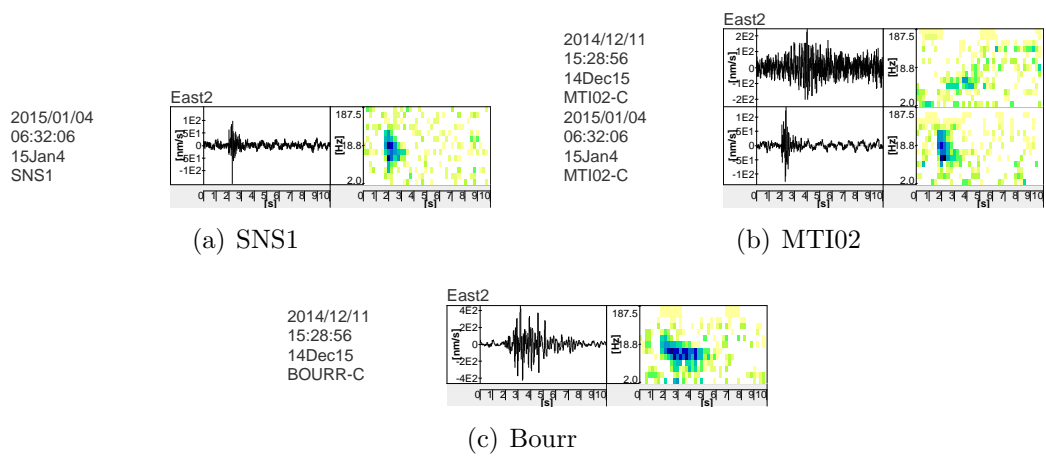 2015/01/04
06:32:06
15Jan4
SNS1
East2
1E2
5E1
0
5E1
-1E2
[nm/s]
187.5
18.8
2.0
[Hz]
0 1 2 3 4 5 6 7 8 9 10
[s]
0 1 2 3 4 5 6 7 8 9 10
(a) SNS1
2014/12/11
15:28:56
14Dec15
MTI02-C
2015/01/04
06:32:06
15Jan4
MTI02-C
East2
2E2
1E2
0
-1E2
-2E2
[nm/s]
187.5
18.8
2.0
[Hz]
1E2
5E1
0
5E1
-1E2
[nm/s]
187.5
18.8
2.0
[Hz]
0 1 2 3 4 5 6 7 8 9 10
[s]
0 1 2 3 4 5 6 7 8 9 10
(b) MTI02
2014/12/11
15:28:56
14Dec15
BOURR-C
East2
4E2
2E2
0
-2E2
-4E2
[nm/s]
187.5
18.8
2.0
[Hz]
0 1 2 3 4 5 6 7 8 9 10
[s]
0 1 2 3 4 5 6 7 8 9 10
(c) Bourr